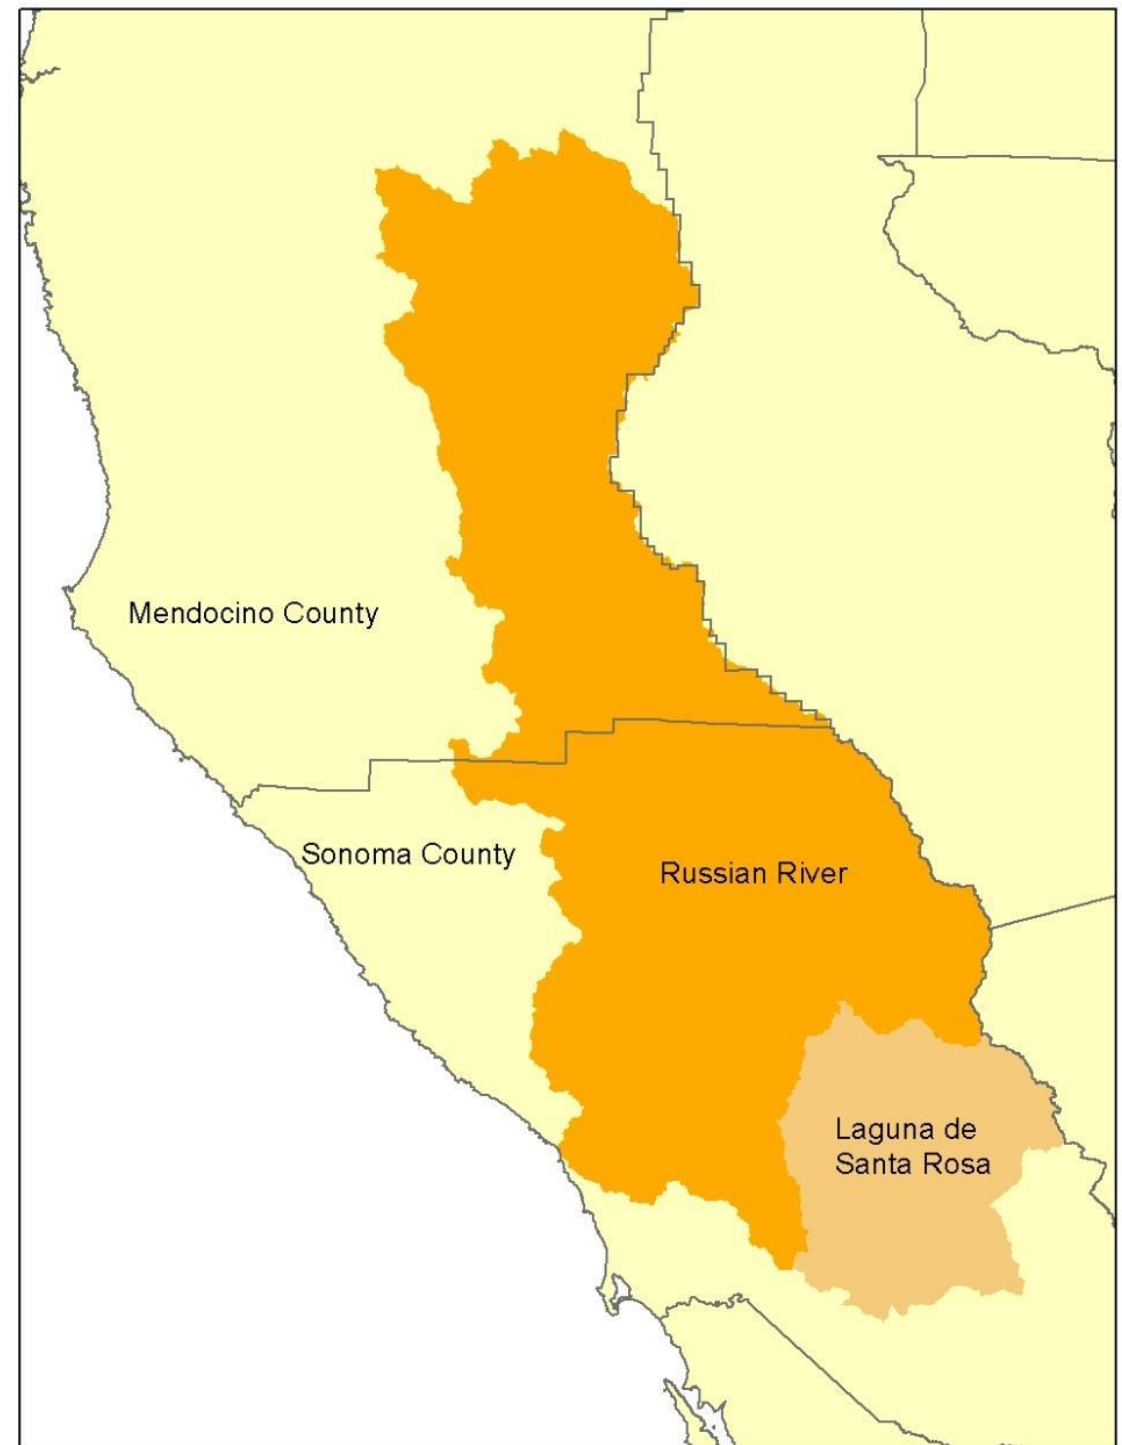 Mendocino County
Sonoma County
Russian River
Laguna de
Santa Rosa